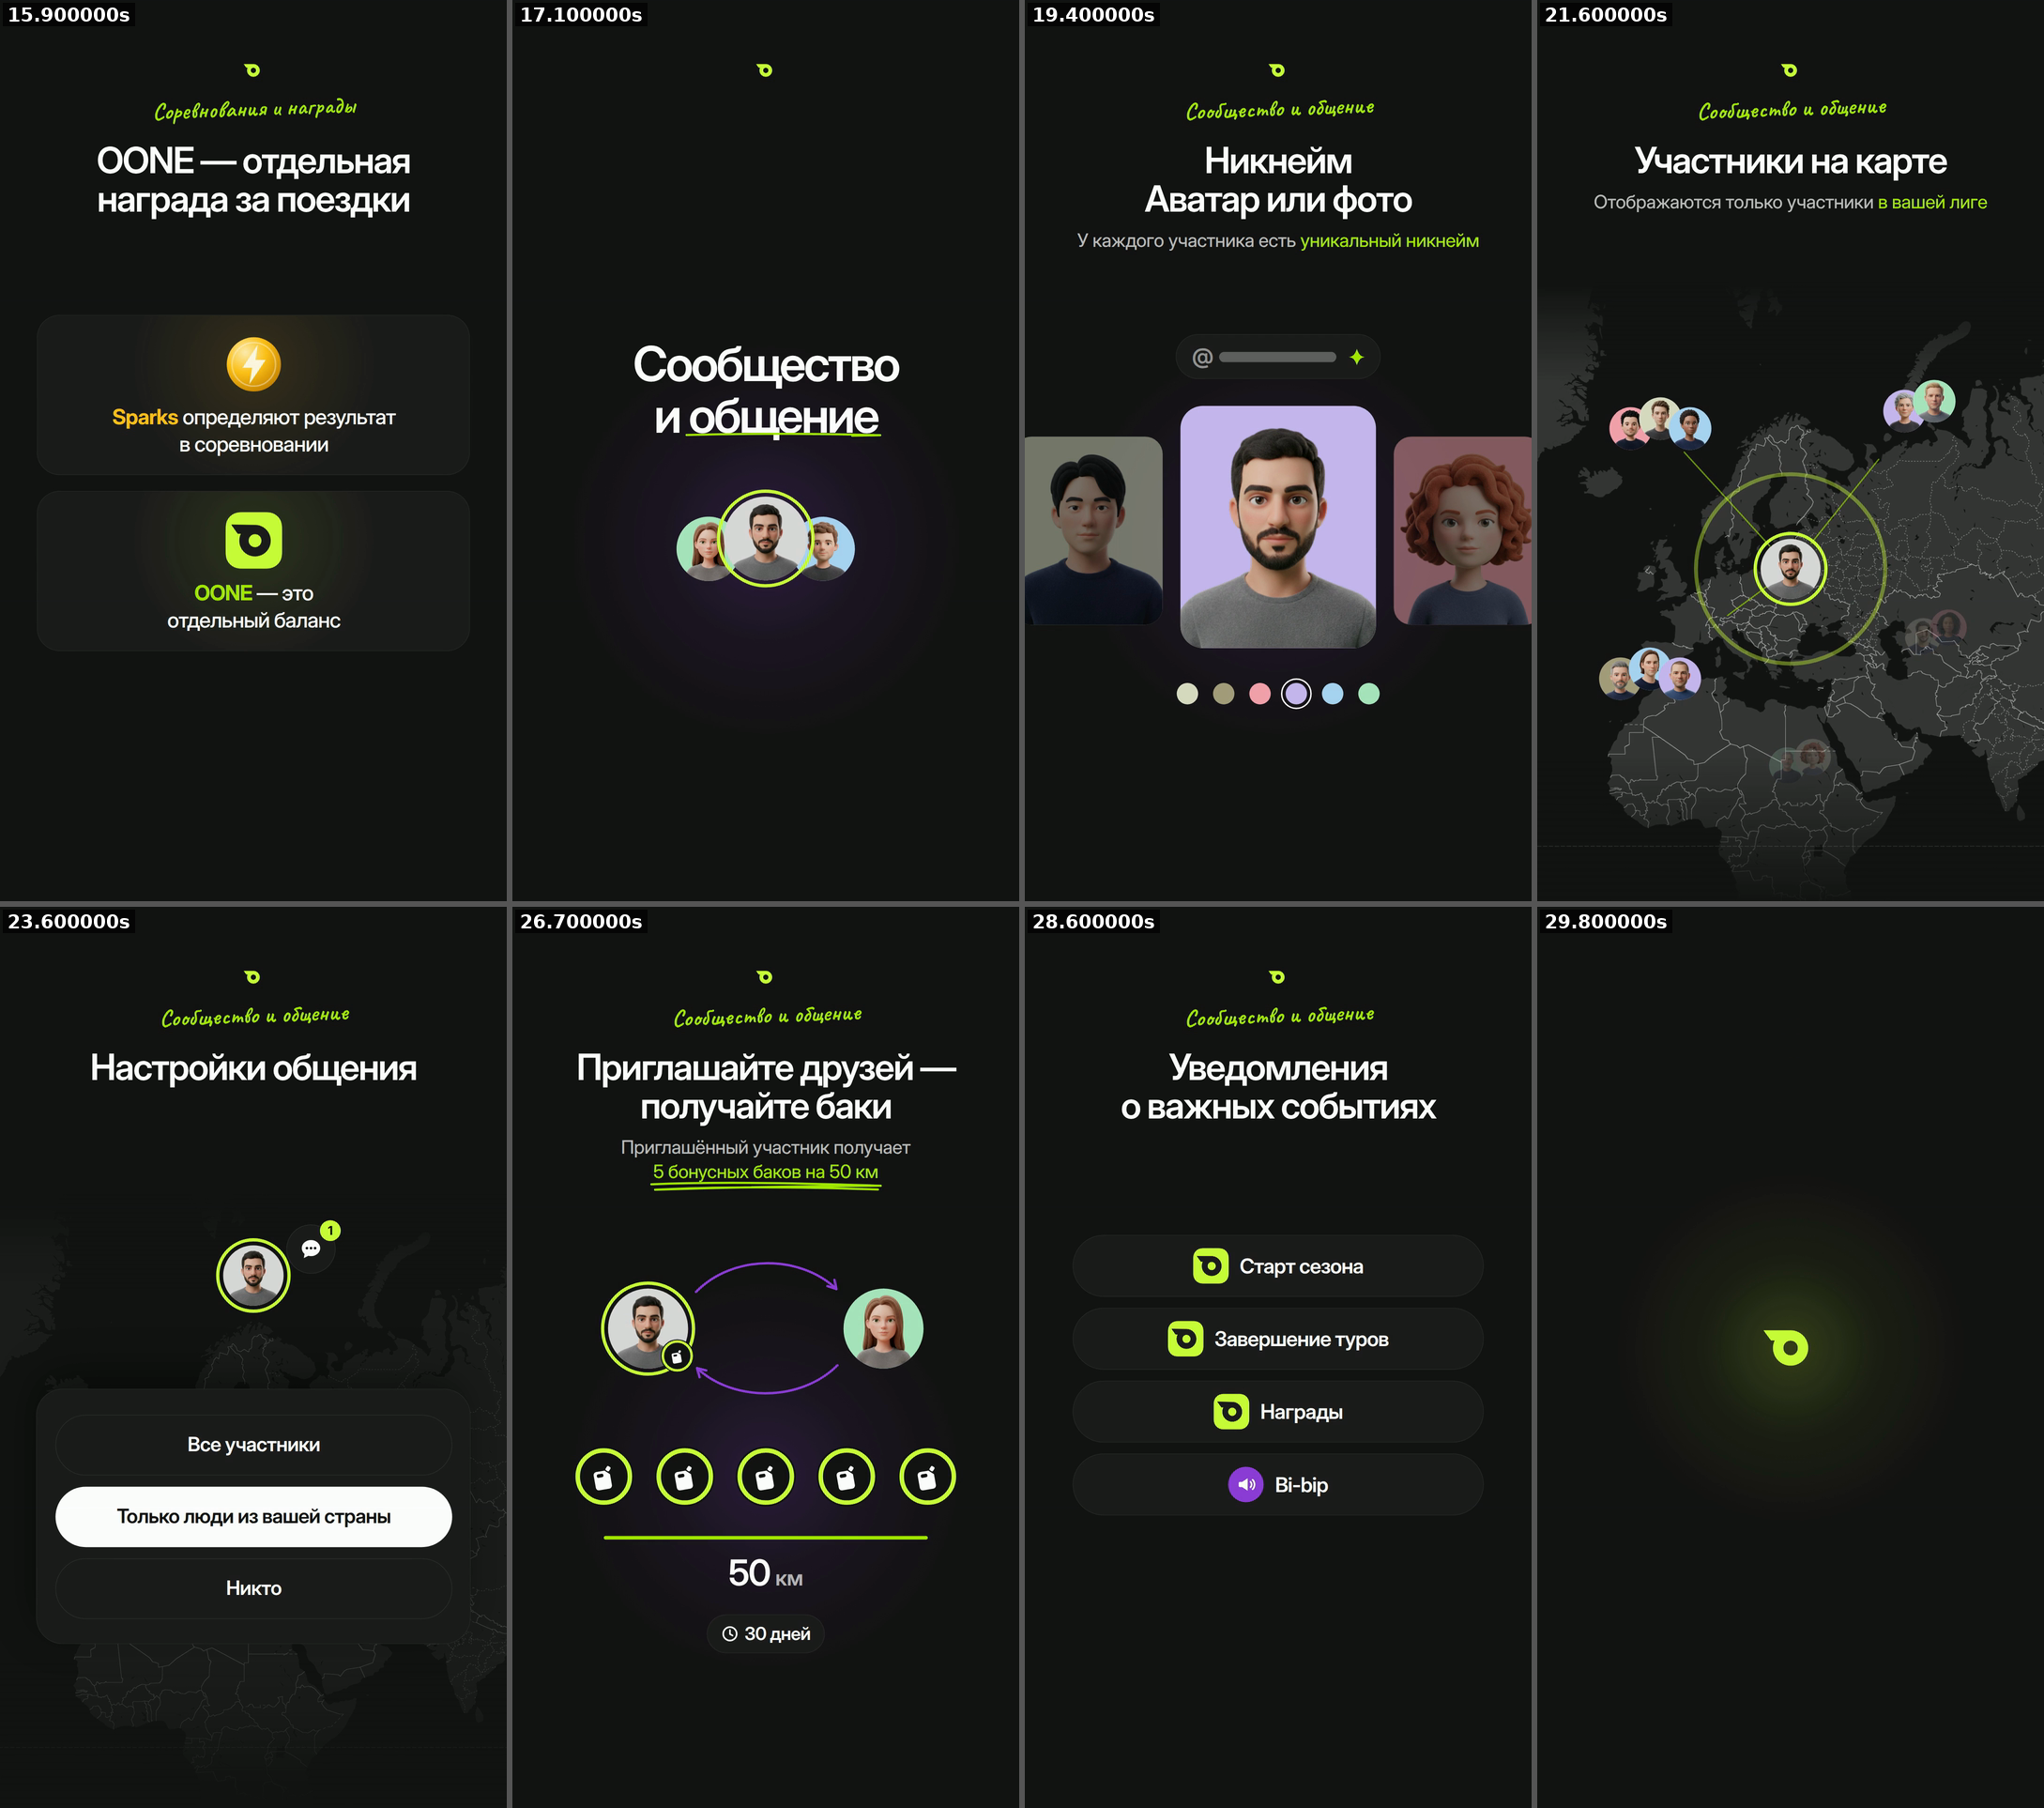 15.900000s
Соревнования и награды
OONE — отдельная
награда за поездки
Sparks определяют результат
в соревновании
OONE — это
отдельный баланс
17.100000s
Сообщество
и общение
19.400000s
Сообщество и общение
Никнейм
Аватар или фото
У каждого участника есть уникальный никнейм
@
21.600000s
Сообщество и общение
Участники на карте
Отображаются только участники в вашей лиге
23.600000s
Сообщество и общение
Настройки общения
1
Все участники
Только люди из вашей страны
Никто
26.700000s
Сообщество и общение
Приглашайте друзей —
получайте баки
Приглашённый участник получает
5 бонусных баков на 50 км
50 км
30 дней
28.600000s
Сообщество и общение
Уведомления
о важных событиях
Старт сезона
Завершение туров
Награды
Bi-bip
29.800000s